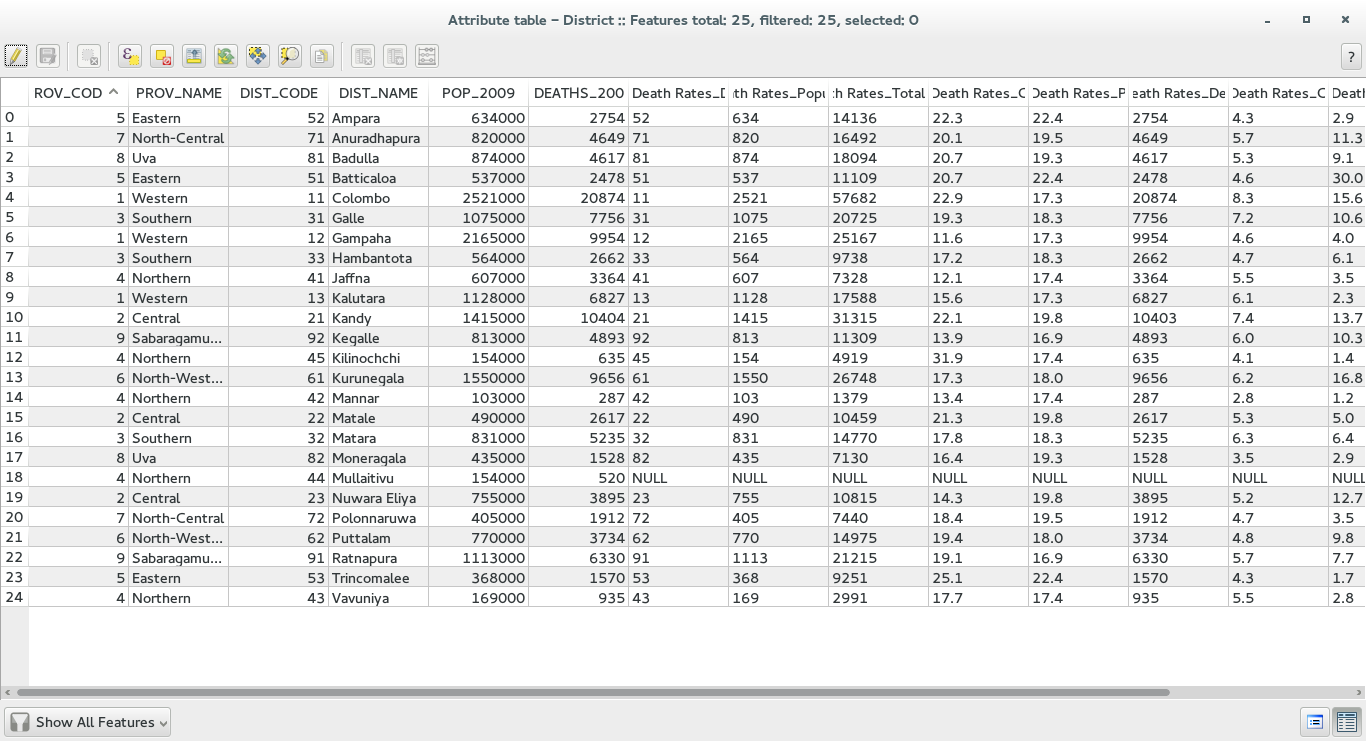 Attribute table – District :: Features total: 25, filtered: 25, selected: 0
?
ROV_COD PROV_NAME DIST_CODE DIST_NAME POP_2009 DEATHS_200 Death Rates_D th Rates_Popu h Rates_Total Death Rates_C Death Rates_P eath Rates_De Death Rates_C Death
0 5 Eastern 52 Ampara 634000 2754 52 634 14136 22.3 22.4 2754 4.3 2.9
1 7 North-Central 71 Anuradhapura 820000 4649 71 820 16492 20.1 19.5 4649 5.7 11.3
2 8 Uva 81 Badulla 874000 4617 81 874 18094 20.7 19.3 4617 5.3 9.1
3 5 Eastern 51 Batticaloa 537000 2478 51 537 11109 20.7 22.4 2478 4.6 30.0
4 1 Western 11 Colombo 2521000 20874 11 2521 57682 22.9 17.3 20874 8.3 15.6
5 3 Southern 31 Galle 1075000 7756 31 1075 20725 19.3 18.3 7756 7.2 10.6
6 1 Western 12 Gampaha 2165000 9954 12 2165 25167 11.6 17.3 9954 4.6 4.0
7 3 Southern 33 Hambantota 564000 2662 33 564 9738 17.2 18.3 2662 4.7 6.1
8 4 Northern 41 Jaffna 607000 3364 41 607 7328 12.1 17.4 3364 5.5 3.5
9 1 Western 13 Kalutara 1128000 6827 13 1128 17588 15.6 17.3 6827 6.1 2.3
10 2 Central 21 Kandy 1415000 10404 21 1415 31315 22.1 19.8 10403 7.4 13.7
11 9 Sabaragamu... 92 Kegalle 813000 4893 92 813 11309 13.9 16.9 4893 6.0 10.3
12 4 Northern 45 Kilinochchi 154000 635 45 154 4919 31.9 17.4 635 4.1 1.4
13 6 North-West... 61 Kurunegala 1550000 9656 61 1550 26748 17.3 18.0 9656 6.2 16.8
14 4 Northern 42 Mannar 103000 287 42 103 1379 13.4 17.4 287 2.8 1.2
15 2 Central 22 Matale 490000 2617 22 490 10459 21.3 19.8 2617 5.3 5.0
16 3 Southern 32 Matara 831000 5235 32 831 14770 17.8 18.3 5235 6.3 6.4
17 8 Uva 82 Moneragala 435000 1528 82 435 7130 16.4 19.3 1528 3.5 2.9
18 4 Northern 44 Mullaitivu 154000 520 NULL NULL NULL NULL NULL NULL NULL NULL
19 2 Central 23 Nuwara Eliya 755000 3895 23 755 10815 14.3 19.8 3895 5.2 12.7
20 7 North-Central 72 Polonnaruwa 405000 1912 72 405 7440 18.4 19.5 1912 4.7 3.5
21 6 North-West... 62 Puttalam 770000 3734 62 770 14975 19.4 18.0 3734 4.8 9.8
22 9 Sabaragamu... 91 Ratnapura 1113000 6330 91 1113 21215 19.1 16.9 6330 5.7 7.7
23 5 Eastern 53 Trincomalee 368000 1570 53 368 9251 25.1 22.4 1570 4.3 1.7
24 4 Northern 43 Vavuniya 169000 935 43 169 2991 17.7 17.4 935 5.5 2.8
Show All Features